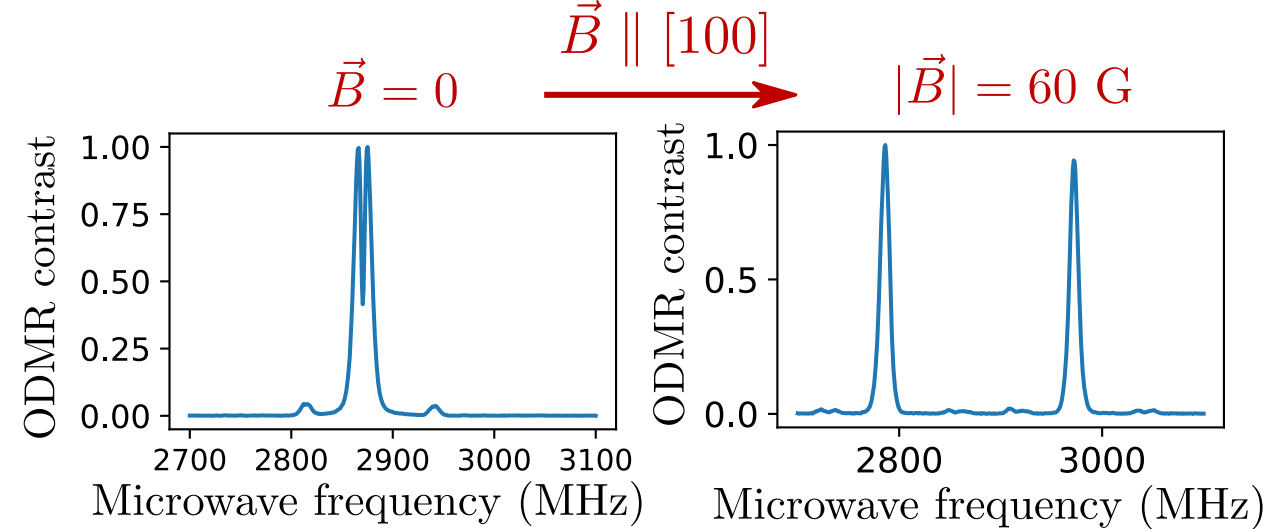 B⃗ ∥ [100]
B⃗ = 0
|B⃗| = 60 G
ODMR contrast
1.00
0.75
0.50
0.25
0.00
2700 2800 2900 3000 3100
Microwave frequency (MHz)
ODMR contrast
1.0
0.5
0.0
2800 3000
Microwave frequency (MHz)